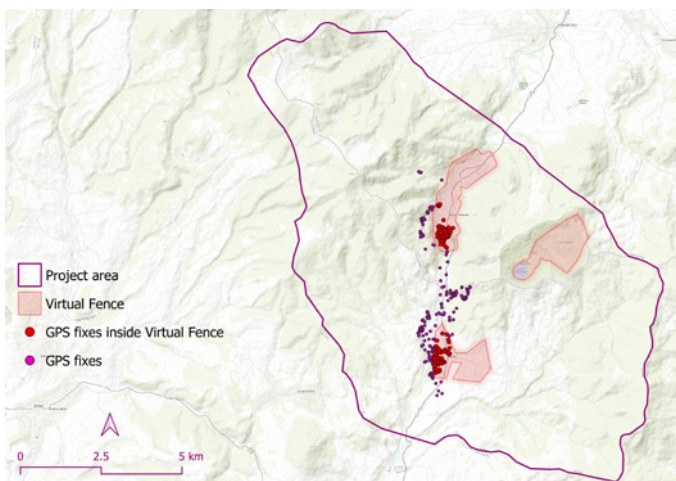 Project area
Virtual Fence
GPS fixes inside Virtual Fence
GPS fixes
0
2.5
5 km